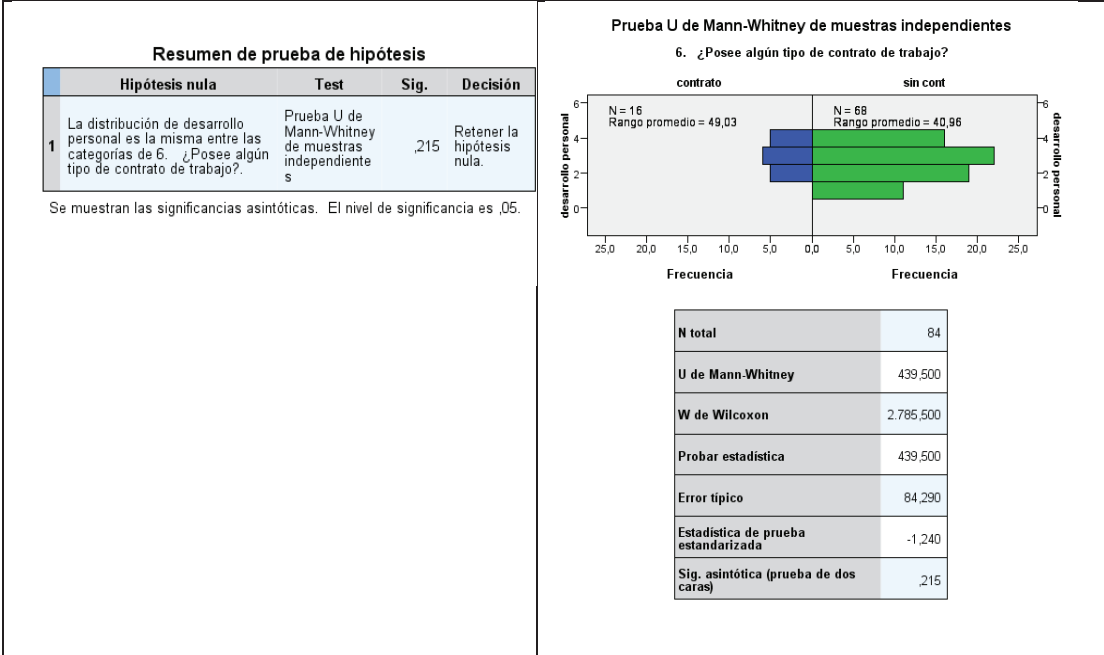 Resumen de prueba de hipótesis
Hipótesis nula Test Sig. Decisión
1 La distribución de desarrollo personal es la misma entre las categorías de 6. ¿Posee algún tipo de contrato de trabajo?. Prueba U de Mann-Whitney de muestras independiente s ,215 Retener la hipótesis nula.
Se muestran las significancias asintóticas. El nivel de significancia es ,05.
Prueba U de Mann-Whitney de muestras independientes
6. ¿Posee algún tipo de contrato de trabajo?
contrato sin cont
N = 16
Rango promedio = 49,03
N = 68
Rango promedio = 40,96
desarrollo personal
6
4
2
0
desarrollo personal
6
4
2
0
25,0 20,0 15,0 10,0 5,0 0,0 5,0 10,0 15,0 20,0 25,0
Frecuencia Frecuencia
N total 84
U de Mann-Whitney 439,500
W de Wilcoxon 2.785,500
Probar estadística 439,500
Error típico 84,290
Estadística de prueba
estandarizada -1,240
Sig. asintótica (prueba de dos
caras) ,215